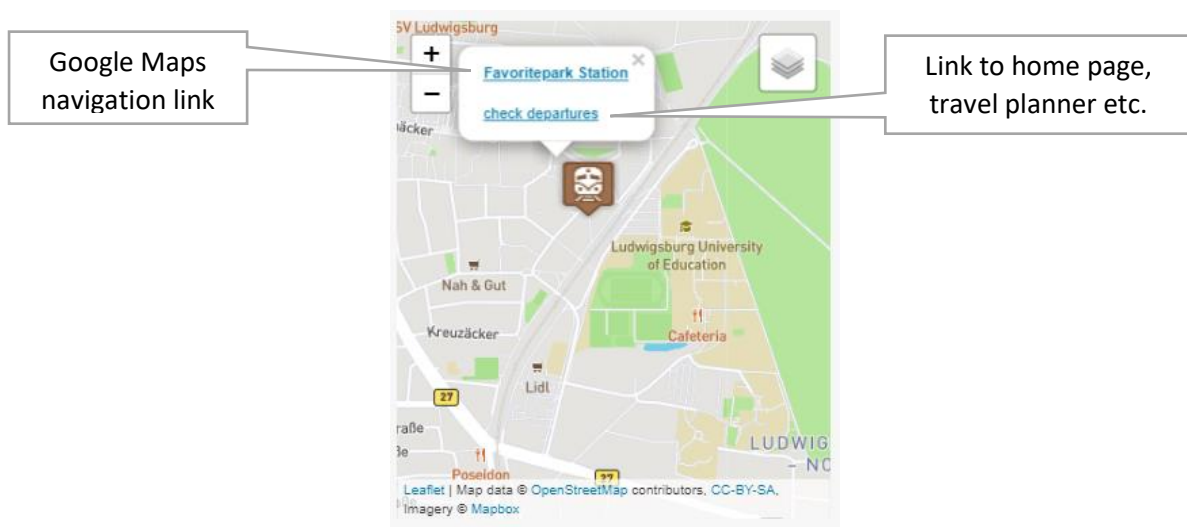 SV Ludwigsburg
Google Maps
navigation link
+
−
Favoritepark Station
×
check departures
Link to home page,
travel planner etc.
äcker
Ludwigsburg University
of Education
Nah & Gut
Kreuzäcker
Cafeteria
Lidl
27
raße
ße
LUDWIG
– NO
Poseidon
27
Leaflet | Map data © OpenStreetMap contributors, CC-BY-SA,
Imagery © Mapbox